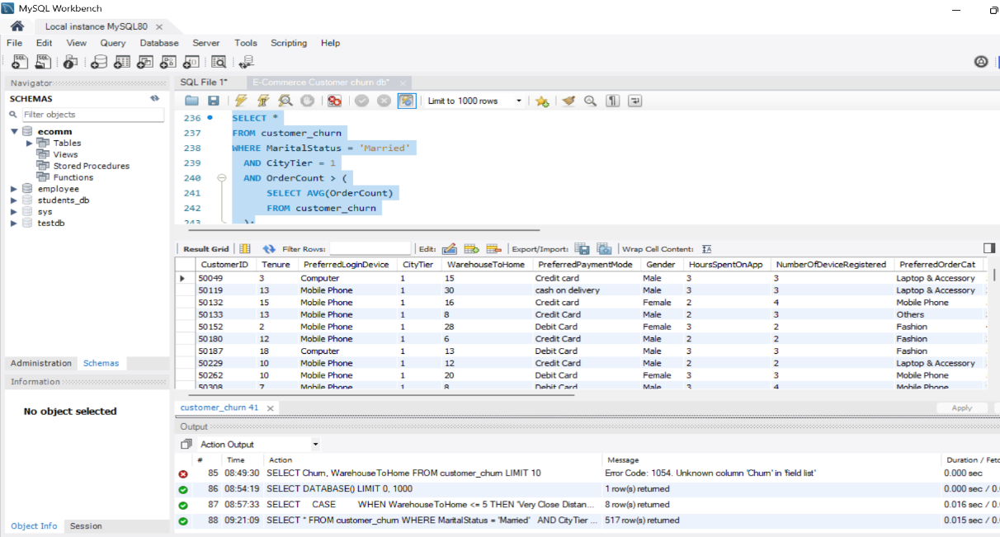 MySQL Workbench
Local instance MySQL80
File Edit View Query Database Server Tools Scripting Help
Navigator
SCHEMAS
Filter objects
ecomm
Tables
Views
Stored Procedures
Functions
employee
students_db
sys
testdb
Administration Schemas
Information
No object selected
Object Info Session
SQL File 1* E-Commerce Customer churn db*
Limit to 1000 rows
236 SELECT *
237 FROM customer_churn
238 WHERE MaritalStatus = 'Married'
239 AND CityTier = 1
240 AND OrderCount > (
241 SELECT AVG(OrderCount)
242 FROM customer_churn
243 );
Result Grid Filter Rows: Edit: Export/Import: Wrap Cell Content:
CustomerID Tenure PreferredLoginDevice CityTier WarehouseToHome PreferredPaymentMode Gender HoursSpentOnApp NumberOfDeviceRegistered PreferredOrderCat
50049 3 Computer 1 15 Credit card Male 3 3 Laptop & Accessory
50119 13 Mobile Phone 1 30 cash on delivery Male 3 3 Laptop & Accessory
50132 15 Mobile Phone 1 16 Credit card Female 2 4 Mobile Phone
50133 13 Mobile Phone 1 8 Credit Card Male 2 3 Others
50152 2 Mobile Phone 1 28 Debit Card Female 3 2 Fashion
50180 12 Mobile Phone 1 6 Credit Card Male 2 2 Fashion
50187 18 Computer 1 13 Debit Card Male 3 3 Fashion
50229 10 Mobile Phone 1 12 Credit Card Male 2 2 Laptop & Accessory
50262 10 Mobile Phone 1 20 Debit Card Female 3 3 Mobile Phone
50308 7 Mobile Phone 1 8 Debit Card Male 3 4 Mobile Phone
customer_churn 41
Apply
Output
Action Output
# Time Action Message Duration / Fetc
85 08:49:30 SELECT Churn, WarehouseToHome FROM customer_churn LIMIT 10 Error Code: 1054. Unknown column 'Churn' in 'field list' 0.000 sec
86 08:54:19 SELECT DATABASE() LIMIT 0, 1000 1 row(s) returned 0.000 sec / 0.0
87 08:57:33 SELECT CASE WHEN WarehouseToHome <= 5 THEN 'Very Close Distan... 8 row(s) returned 0.016 sec / 0.0
88 09:21:09 SELECT * FROM customer_churn WHERE MaritalStatus = 'Married' AND CityTier ... 517 row(s) returned 0.015 sec / 0.0